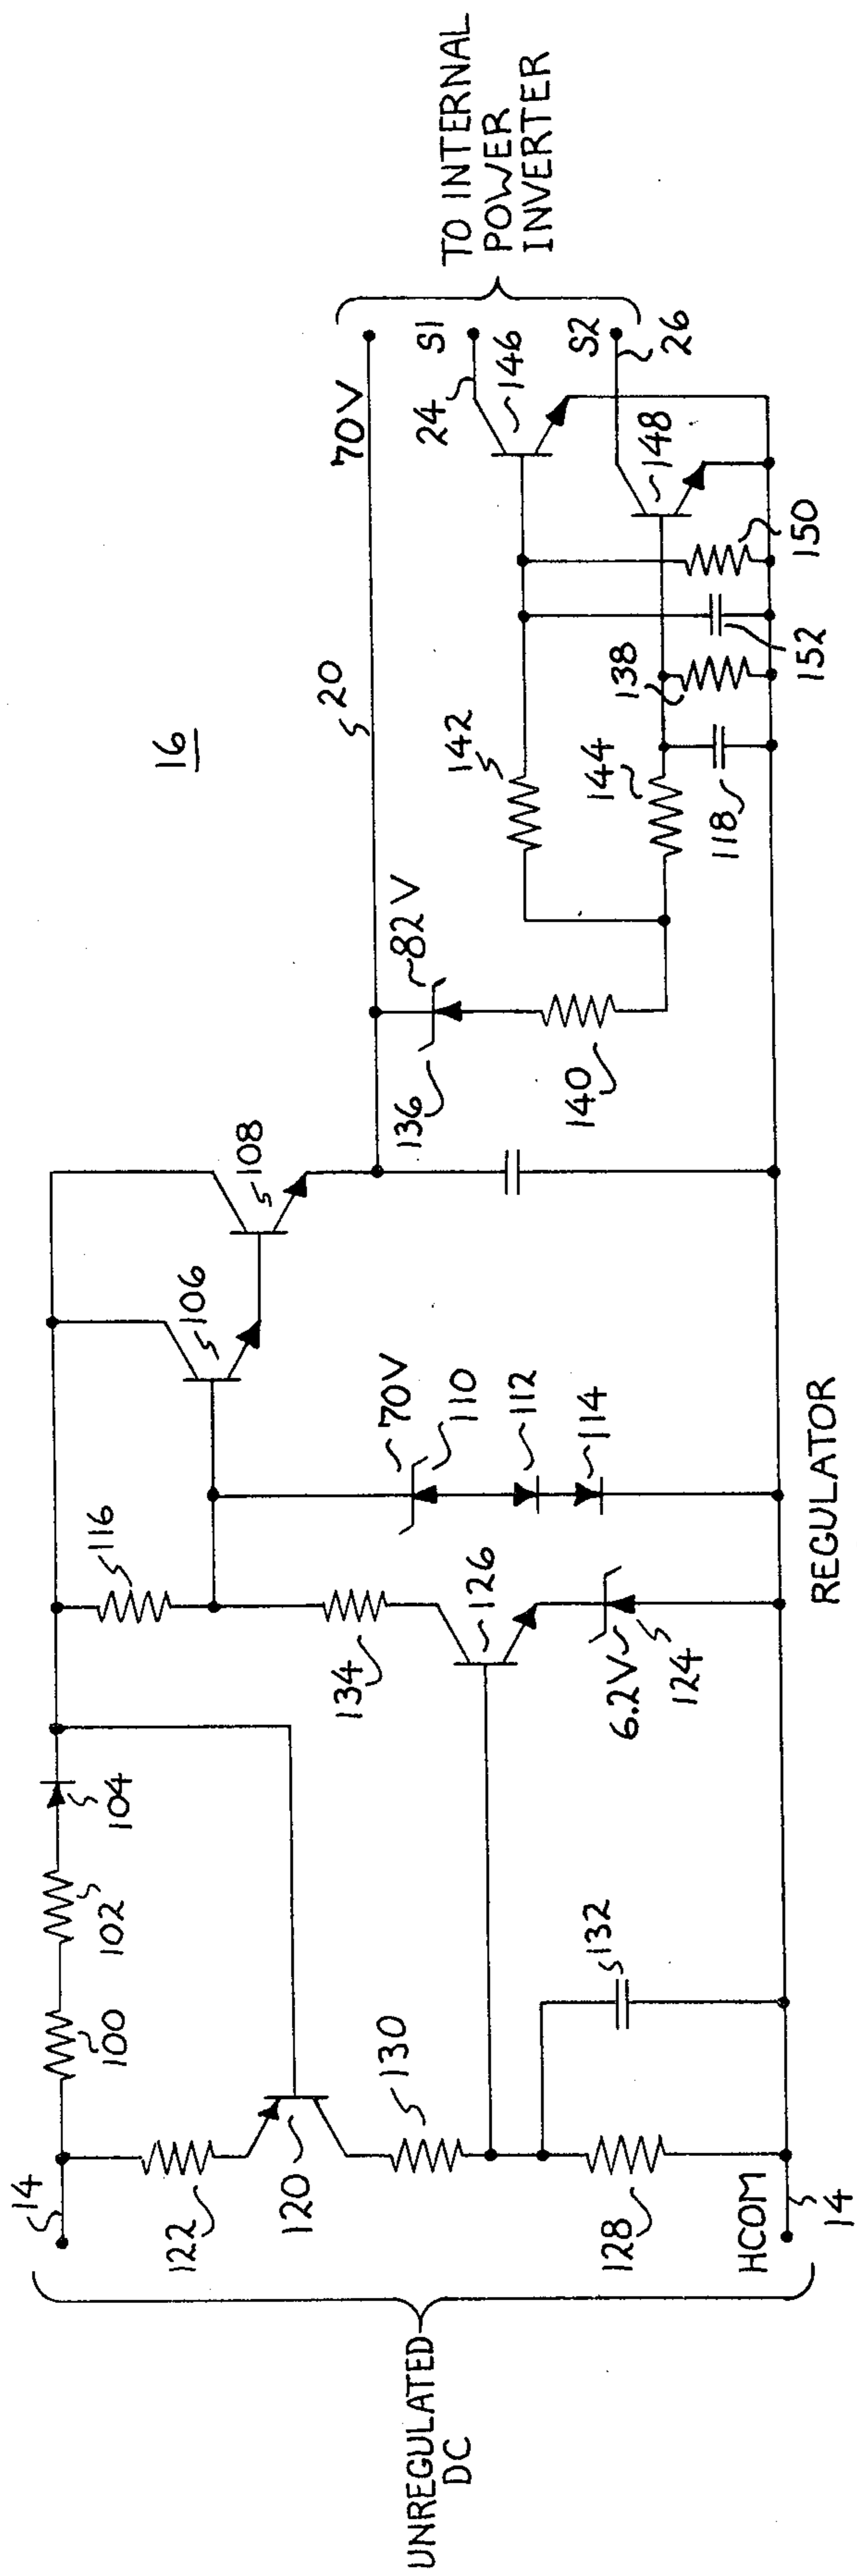 16
UNREGULATED
DC
14
100
102
104
122
120
130
132
128
HCOM
14
116
134
126
6.2V
124
106
108
70V
110
112
114
REGULATOR
136
82V
140
20
142
144
118
138
152
150
70V
24
S1
146
148
S2
26
TO INTERNAL
POWER
INVERTER